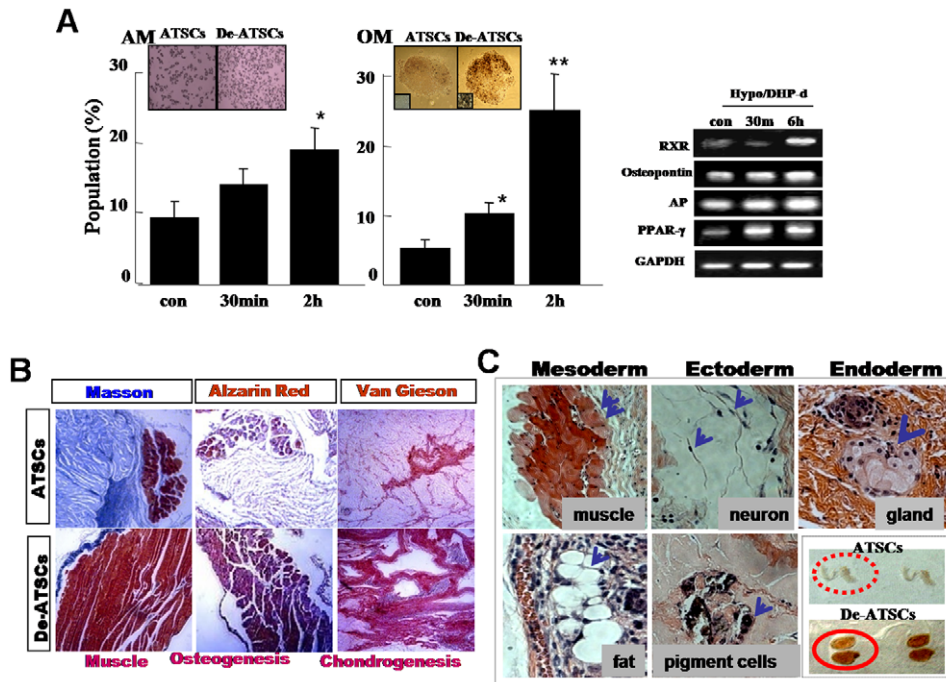 A
AM ATSCs De-ATSCs
Population (%)
30
20
10
0
*
con 30min 2h
OM ATSCs De-ATSCs
30
20
10
0
*
**
con 30min 2h
Hypo/DHP-d
con 30m 6h
RXR
Osteopontin
AP
PPAR-γ
GAPDH
B
Masson Alzarin Red Van Gieson
ATSCs
De-ATSCs
Muscle Osteogenesis Chondrogenesis
C
Mesoderm Ectoderm Endoderm
muscle neuron gland
ATSCs
De-ATSCs
fat pigment cells